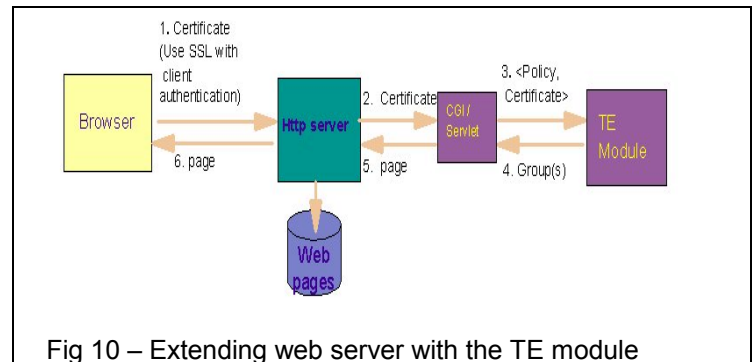 1. Certificate
(Use SSL with
client
authentication)
Browser
6. page
Http server
2. Certificate
5. page
CGI /
Servlet
3. <Policy,
Certificate>
4. Group(s)
TE
Module
Web
pages
Fig 10 – Extending web server with the TE module